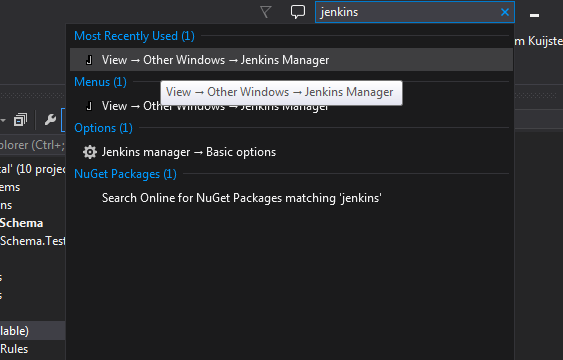 jenkins
Most Recently Used (1)
m Kuijste
View → Other Windows → Jenkins Manager
Menus (1)
View → Other Windows → Jenkins Manager
View → Other Windows → Jenkins Manager
Options (1)
plorer (Ctrl+;
Jenkins manager → Basic options
tal' (10 projec
NuGet Packages (1)
ems
Search Online for NuGet Packages matching 'jenkins'
ns
Schema
Schema.Test
s
s
lable)
Rules